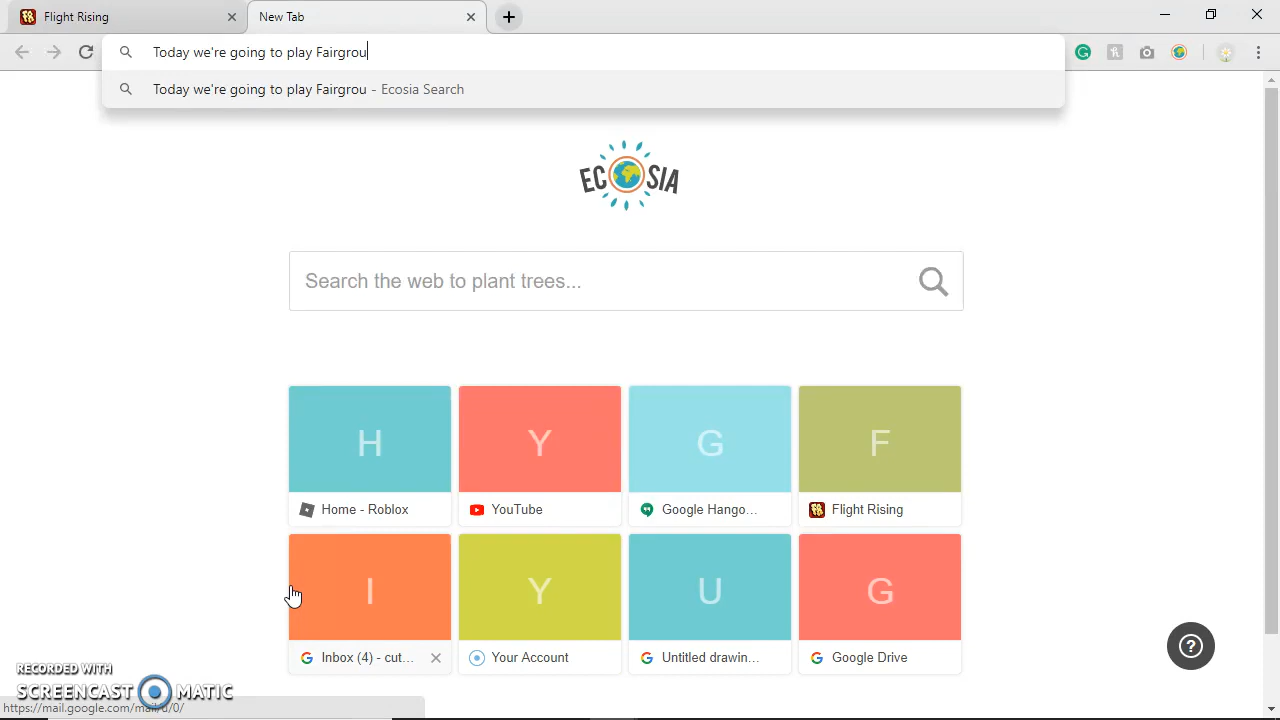 Flight Rising
New Tab
Today we're going to play Fairgrou
Today we're going to play Fairgrou - Ecosia Search
ECOSIA
Search the web to plant trees...
H
Y
G
F
Home - Roblox
YouTube
Google Hango...
Flight Rising
I
Y
U
G
Inbox (4) - cut...
Your Account
Untitled drawin...
Google Drive
RECORDED WITH
SCREENCAST MATIC
https://mail.google.com/mail/u/0/